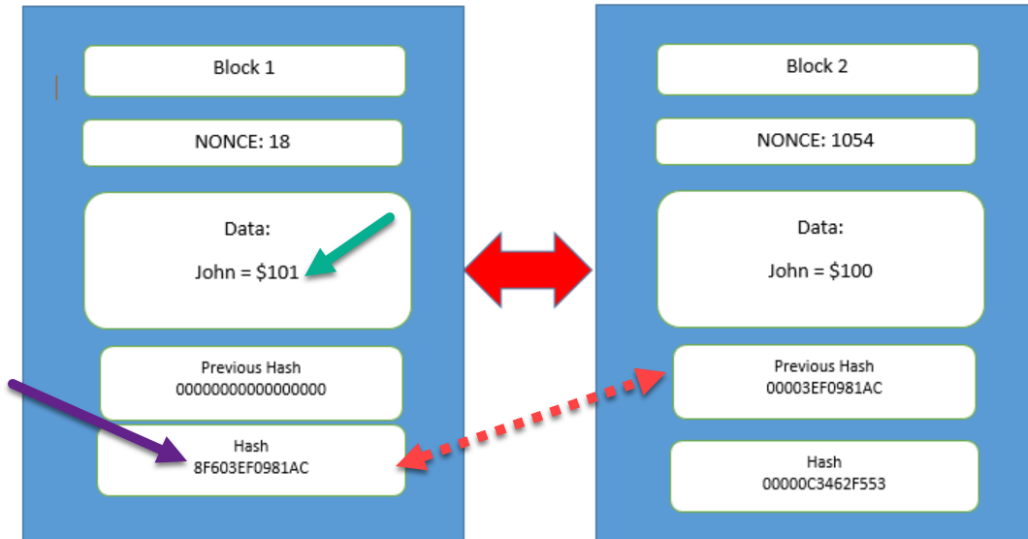 Block 1
NONCE: 18
Data:
John = $101
Previous Hash
00000000000000000
Hash
8F603EF0981AC
Block 2
NONCE: 1054
Data:
John = $100
Previous Hash
00003EF0981AC
Hash
00000C3462F553